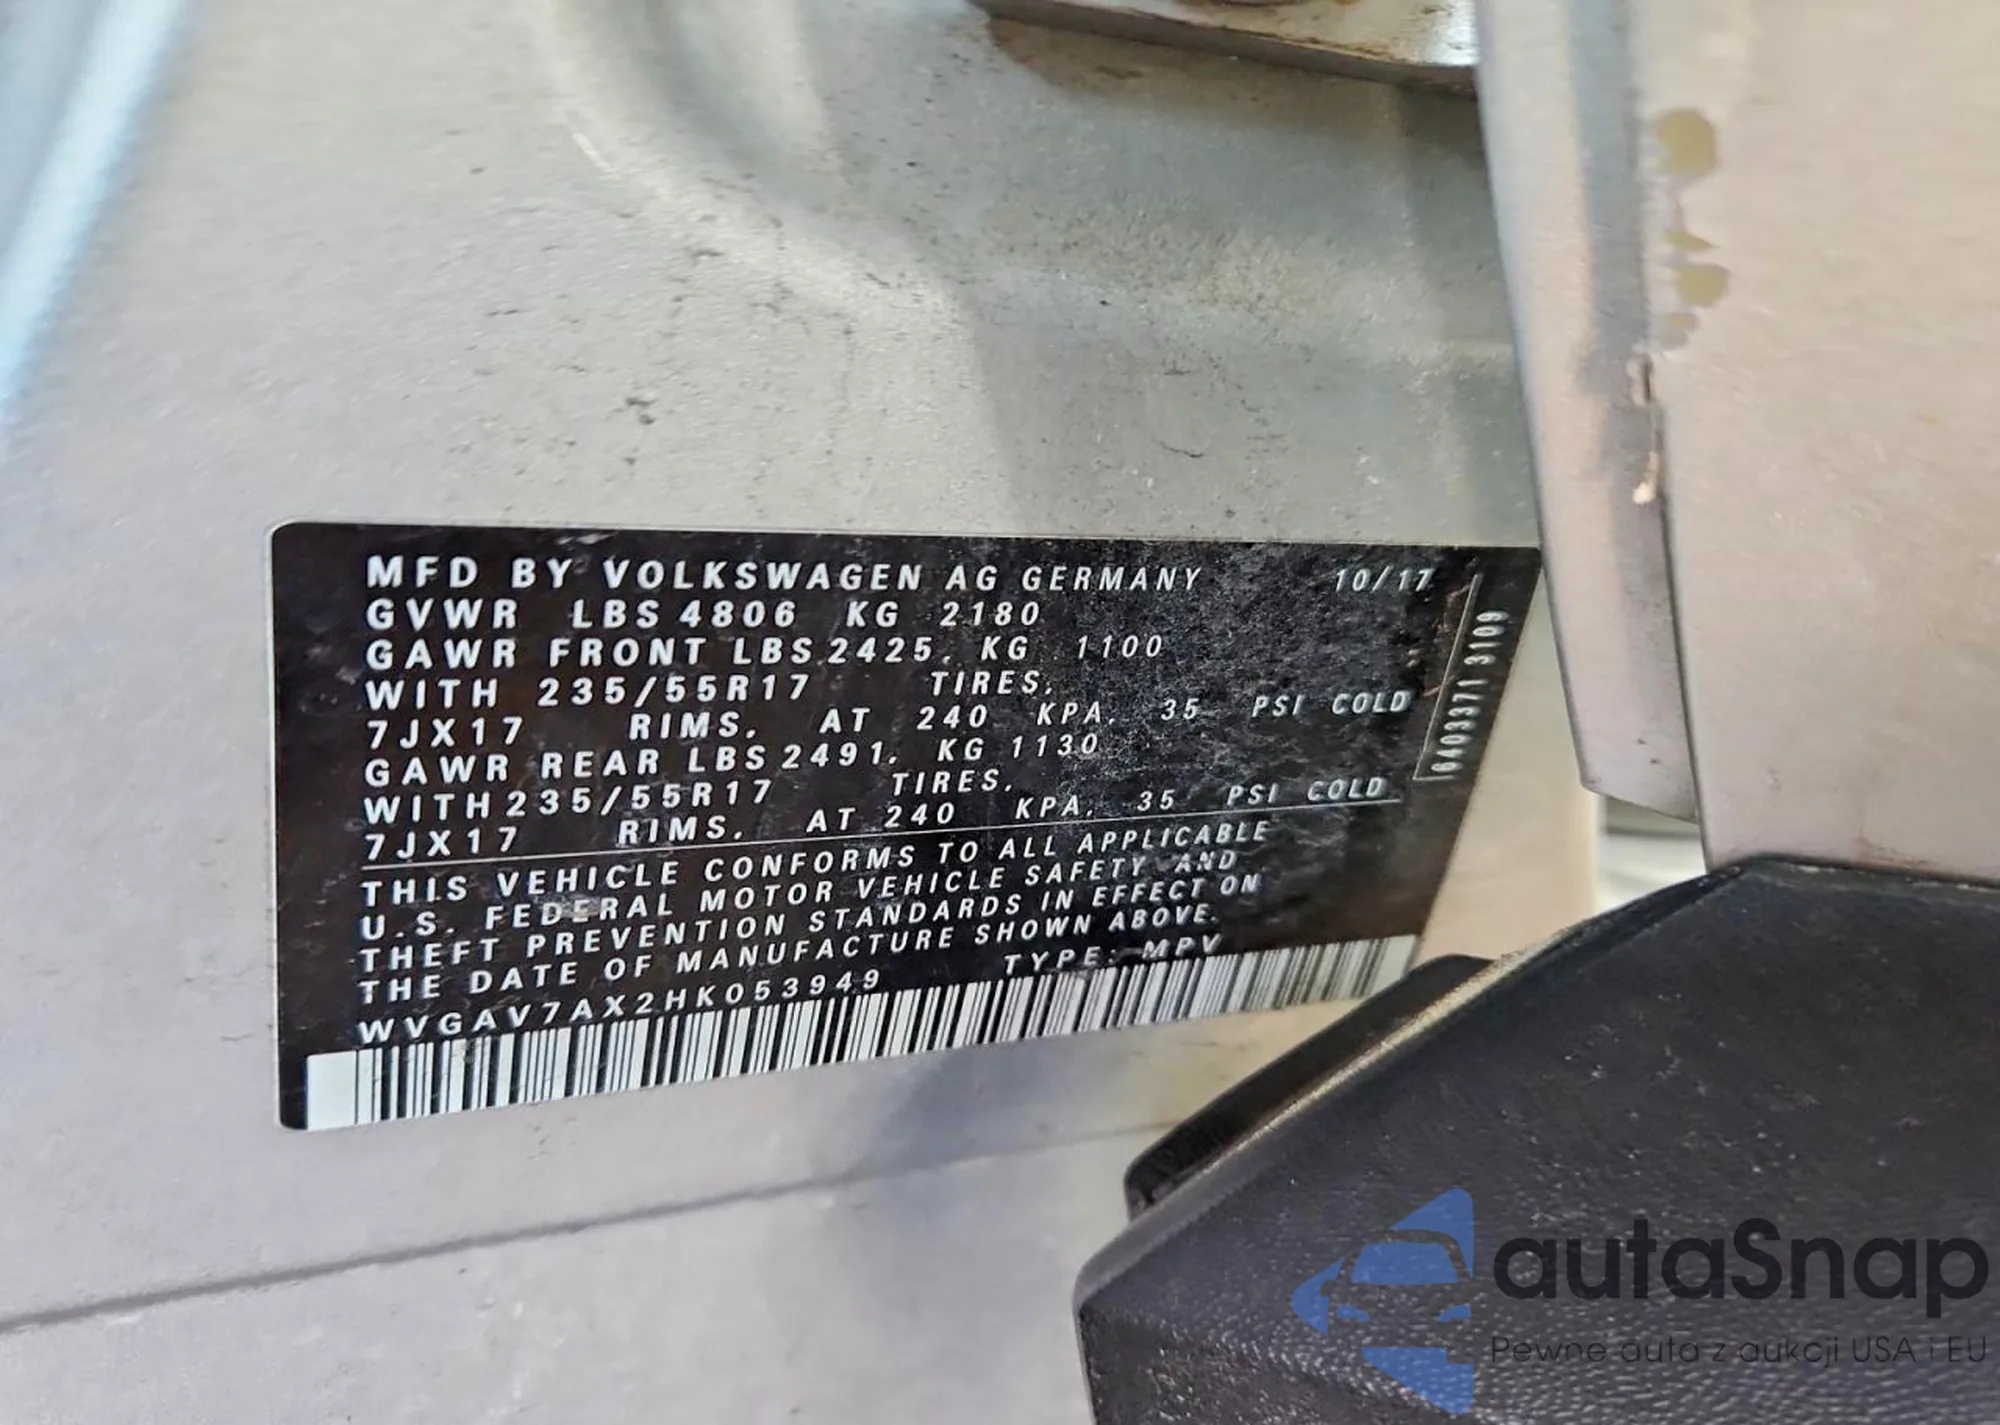 MFD BY VOLKSWAGEN AG GERMANY 10/17
GVWR LBS 4806 KG 2180
GAWR FRONT LBS 2425, KG 1100
WITH 235/55R17 TIRES,
7JX17 RIMS, AT 240 KPA, 35 PSI COLD
GAWR REAR LBS 2491, KG 1130
WITH 235/55R17 TIRES,
7JX17 RIMS, AT 240 KPA, 35 PSI COLD
THIS VEHICLE CONFORMS TO ALL APPLICABLE
U.S. FEDERAL MOTOR VEHICLE SAFETY AND
THEFT PREVENTION STANDARDS IN EFFECT ON
THE DATE OF MANUFACTURE SHOWN ABOVE.
WVGAV7AX2HK053949 TYPE: MPV
autaSnap
Pewne auta z aukcji USA i EU